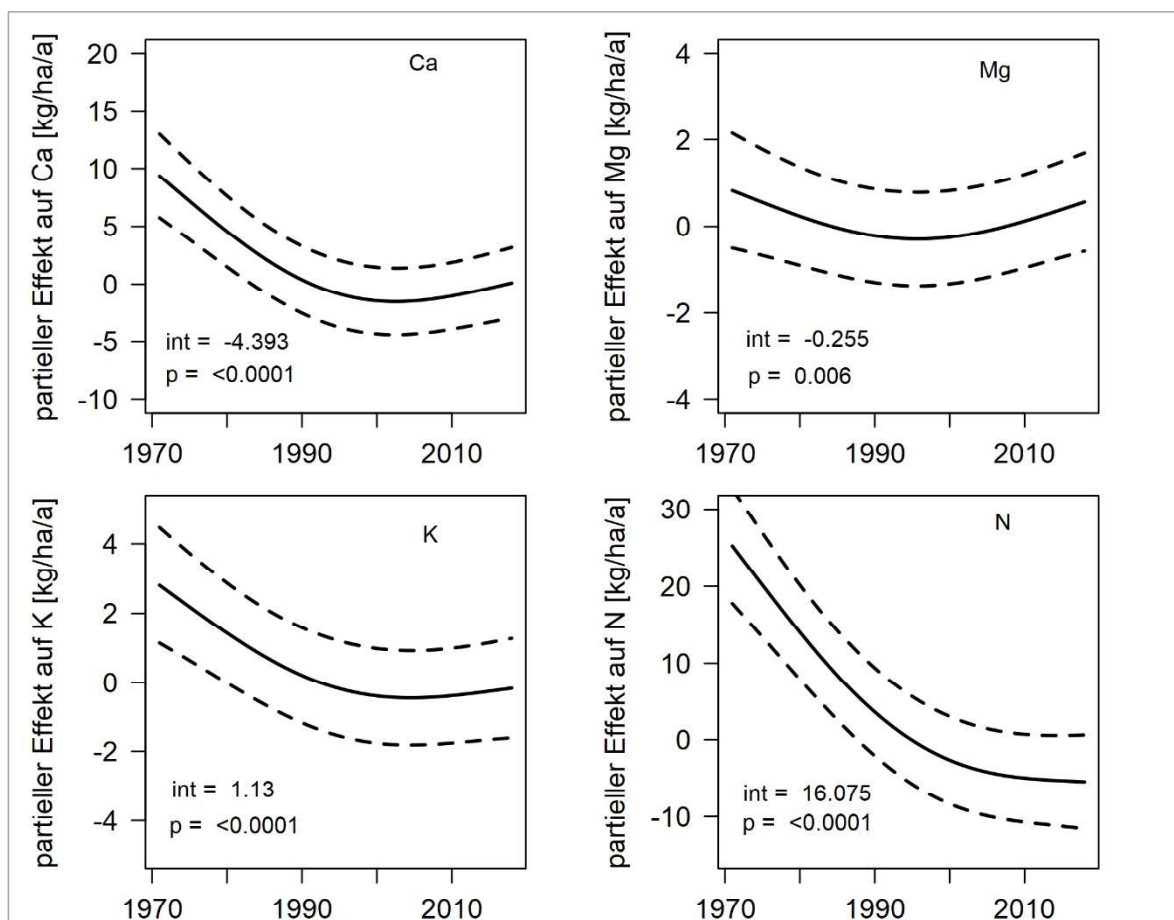 partieller Effekt auf Ca [kg/ha/a]
20
15
10
5
0
-5
-10
Ca
int = -4.393
p = <0.0001
1970 1990 2010
partieller Effekt auf Mg [kg/ha/a]
4
2
0
-2
-4
Mg
int = -0.255
p = 0.006
1970 1990 2010
partieller Effekt auf K [kg/ha/a]
4
2
0
-2
-4
K
int = 1.13
p = <0.0001
1970 1990 2010
partieller Effekt auf N [kg/ha/a]
30
20
10
0
-10
N
int = 16.075
p = <0.0001
1970 1990 2010